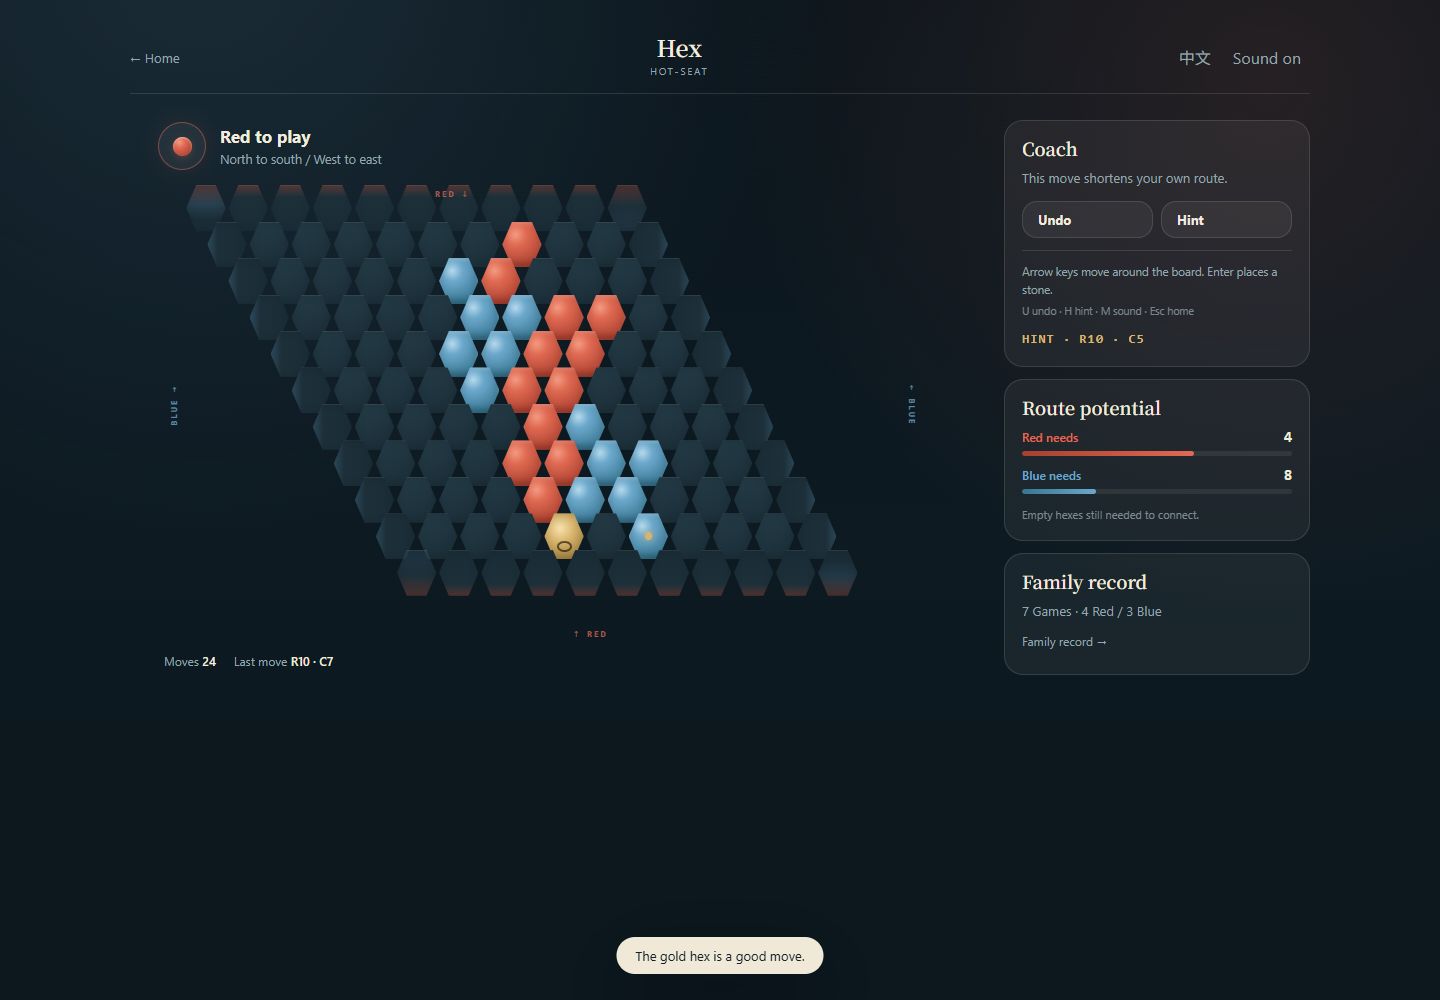 ← Home
Hex
HOT-SEAT
中文
Sound on
Red to play
North to south / West to east
RED ↓
BLUE →
BLUE ←
↑ RED
Moves 24
Last move R10 · C7
Coach
This move shortens your own route.
Undo
Hint
Arrow keys move around the board. Enter places a
stone.
U undo · H hint · M sound · Esc home
HINT · R10 · C5
Route potential
Red needs 4
Blue needs 8
Empty hexes still needed to connect.
Family record
7 Games · 4 Red / 3 Blue
Family record →
The gold hex is a good move.